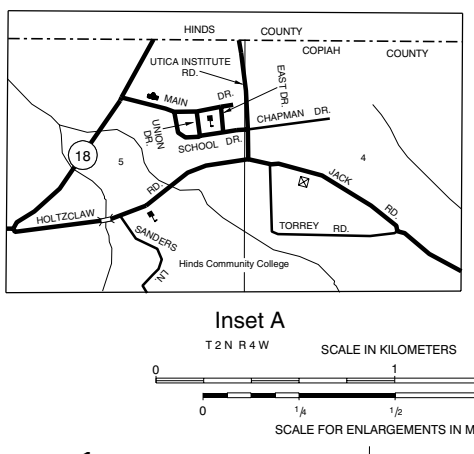 HINDS COUNTY
COPIAH COUNTY
UTICA INSTITUTE
RD.
EAST DR.
MAIN DR.
CHAPMAN DR.
UNION
DR.
SCHOOL DR.
18
5
4
JACK RD.
HOLTZCLAW RD.
SANDERS LN.
TORREY RD.
Hinds Community College
Inset A
T 2 N R 4 W
SCALE IN KILOMETERS
0 1
0 1/4 1/2
SCALE FOR ENLARGEMENTS IN M